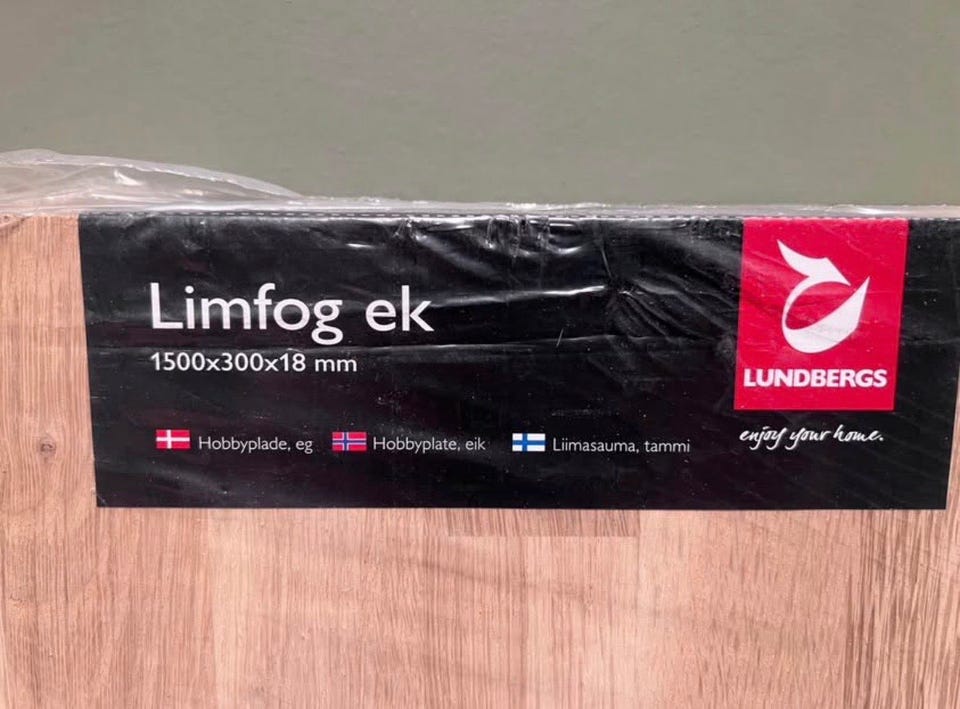 Limfog ek
1500x300x18 mm
Hobbyplade, eg Hobbyplate, eik Liimasauma, tammi
LUNDBERGS
enjoy your home.